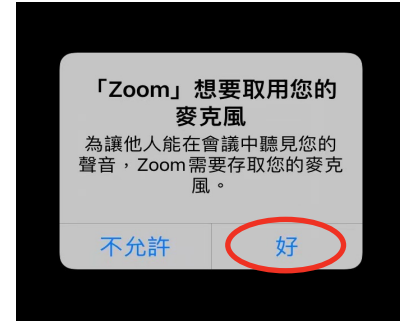 「Zoom」想要取用您的
麥克風
為讓他人能在會議中聽見您的
聲音，Zoom需要存取您的麥克
風。
不允許
好